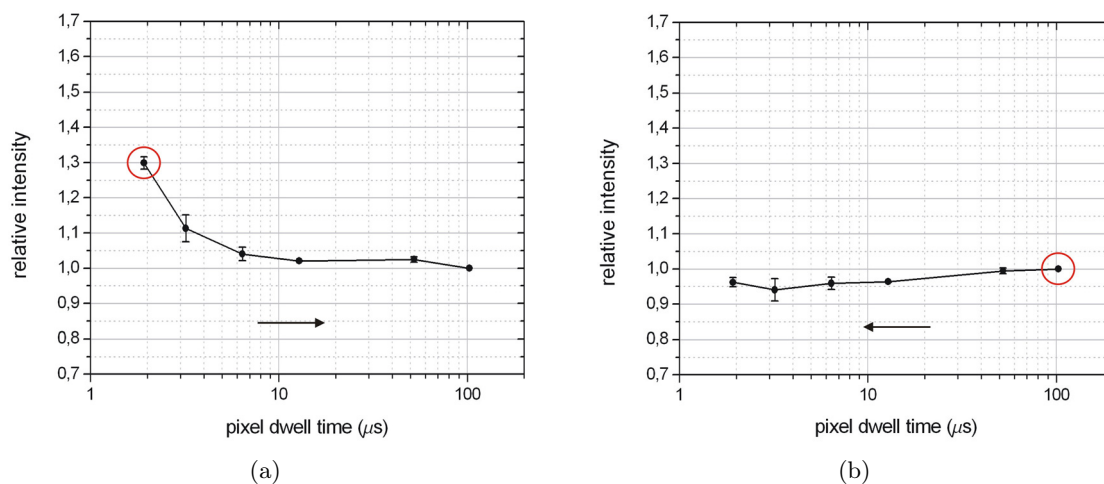 1,7
1,6
1,5
1,4
1,3
1,2
1,1
1,0
0,9
0,8
0,7
relative intensity
1 10 100
pixel dwell time (μs)
(a)
1,7
1,6
1,5
1,4
1,3
1,2
1,1
1,0
0,9
0,8
0,7
relative intensity
1 10 100
pixel dwell time (μs)
(b)